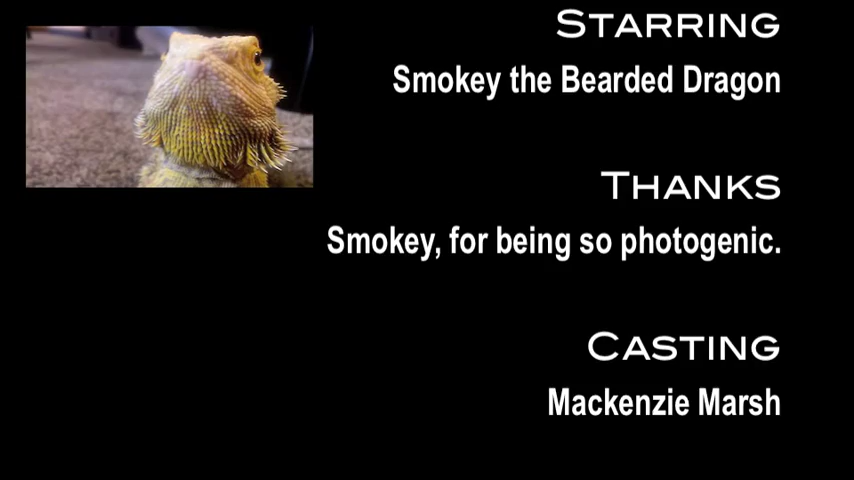 Starring
Smokey the Bearded Dragon
Thanks
Smokey, for being so photogenic.
Casting
Mackenzie Marsh